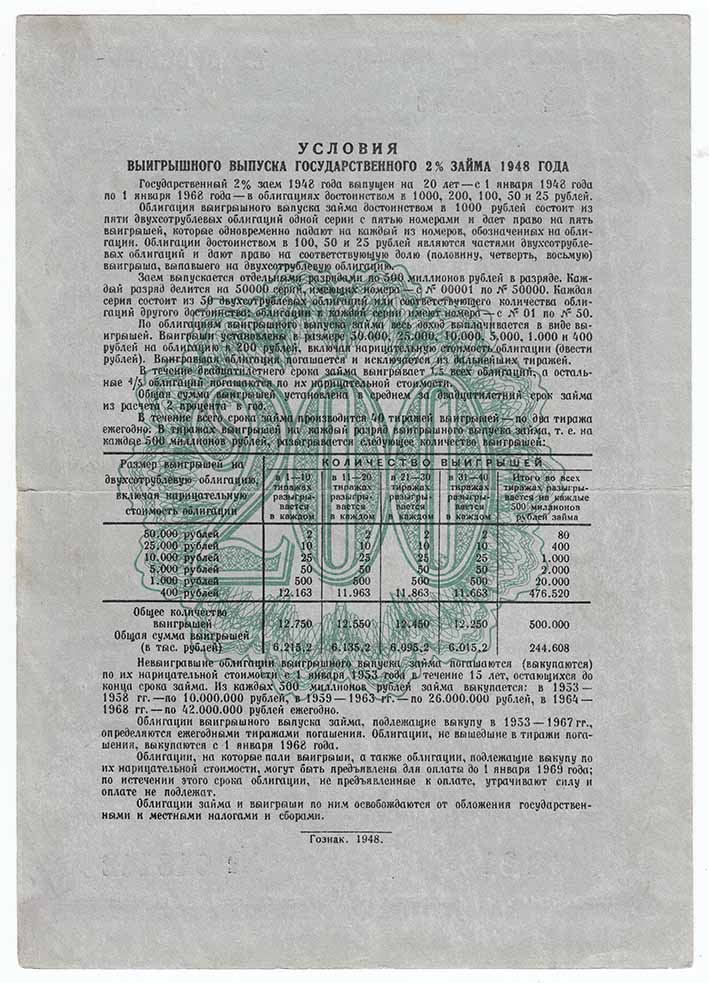 УСЛОВИЯ
ВЫИГРЫШНОГО ВЫПУСКА ГОСУДАРСТВЕННОГО 2% ЗАЙМА 1948 ГОДА
Государственный 2% заем 1948 года выпущен на 20 лет—с 1 января 1948 года
по 1 января 1968 года—в облигациях достоинством в 1000, 200, 100, 50 и 25 рублей.
Облигация выигрышного выпуска займа достоинством в 1000 рублей состоит из
пяти двухсотрублевых облигаций одной серии с пятью номерами и дает право на пять
выигрышей, которые одновременно падают на каждый из номеров, обозначенных на обли-
гации. Облигации достоинством в 100, 50 и 25 рублей являются частями двухсотрубле-
вых облигаций и дают право на соответствующую долю (половину, четверть, восьмую)
выигрыша, выпавшего на двухсотрублевую облигацию.
Заем выпускается отдельными разрядами по 500 миллионов рублей в разряде. Каж-
дый разряд делится на 50000 серий, имеющих номера—с № 00001 по № 50000. Каждая
серия состоит из 50 двухсотрублевых облигаций или соответствующего количества обли-
гаций другого достоинства; облигации в каждой серии имеют номера—с № 01 по № 50.
По облигациям выигрышного выпуска займа весь доход выплачивается в виде вы-
игрышей. Выигрыши установлены в размере 50.000, 25.000, 10.000, 5.000, 1.000 и 400
рублей на облигацию в 200 рублей, включая нарицательную стоимость облигации (двести
рублей). Выигравшая облигация погашается и исключается из дальнейших тиражей.
В течение двадцатилетнего срока займа выигрывает 1/5 всех облигаций, а осталь-
ные 4/5 облигаций погашаются по их нарицательной стоимости.
Общая сумма выигрышей установлена в среднем за двадцатилетний срок займа
из расчета 2 процента в год.
В течение всего срока займа производится 40 тиражей выигрышей—по два тиража
ежегодно. В тиражах выигрышей на каждый разряд выигрышного выпуска займа, т. е. на
каждые 500 миллионов рублей, разыгрывается следующее количество выигрышей:
Размер выигрышей на
двухсотрублевую облигацию,
включая нарицательную
стоимость облигации
КОЛИЧЕСТВО ВЫИГРЫШЕЙ
в 1—10 тиражах разыгры-вается в каждом
в 11—20 тиражах разыгры-вается в каждом
в 21—30 тиражах разыгры-вается в каждом
в 31—40 тиражах разыгры-вается в каждом
Итого во всех тиражах разыгры-вается на каждые 500 миллионов рублей займа
50.000 рублей 2 2 2 2 80
25.000 рублей 10 10 10 10 400
10.000 рублей 25 25 25 25 1.000
5.000 рублей 50 50 50 50 2.000
1.000 рублей 500 500 500 500 20.000
400 рублей 12.163 11.963 11.863 11.663 476.520
Общее количество
выигрышей 12.750 12.550 12.450 12.250 500.000
Общая сумма выигрышей
(в тыс. рублей) 6.215,2 6.135,2 6.095,2 6.015,2 244.608
Невыигравшие облигации выигрышного выпуска займа погашаются (выкупаются)
по их нарицательной стоимости с 1 января 1953 года в течение 15 лет, остающихся до
конца срока займа. Из каждых 500 миллионов рублей займа выкупается: в 1953—
1958 гг.—по 10.000.000 рублей, в 1959—1963 гг.—по 26.000.000 рублей, в 1964—
1968 гг.—по 42.000.000 рублей ежегодно.
Облигации выигрышного выпуска займа, подлежащие выкупу в 1953—1967 гг.,
определяются ежегодными тиражами погашения. Облигации, не вышедшие в тиражи пога-
шения, выкупаются с 1 января 1968 года.
Облигации, на которые пали выигрыши, а также облигации, подлежащие выкупу по
их нарицательной стоимости, могут быть предъявлены для оплаты до 1 января 1969 года;
по истечении этого срока облигации, не предъявленные к оплате, утрачивают силу и
оплате не подлежат.
Облигации займа и выигрыши по ним освобождаются от обложения государствен-
ными и местными налогами и сборами.
Гознак. 1948.
200